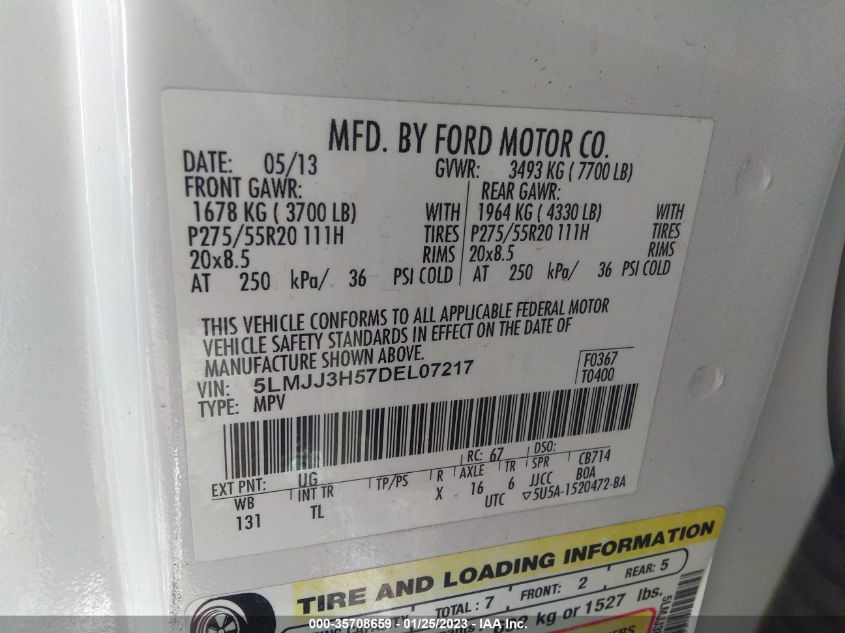 MFD. BY FORD MOTOR CO.
DATE: 05/13 GVWR: 3493 KG ( 7700 LB)
FRONT GAWR: REAR GAWR:
1678 KG ( 3700 LB) WITH 1964 KG ( 4330 LB) WITH
P275/55R20 111H TIRES P275/55R20 111H TIRES
20x8.5 RIMS 20x8.5 RIMS
AT 250 kPa/ 36 PSI COLD AT 250 kPa/ 36 PSI COLD
THIS VEHICLE CONFORMS TO ALL APPLICABLE FEDERAL MOTOR
VEHICLE SAFETY STANDARDS IN EFFECT ON THE DATE OF
MANUFACTURE SHOWN ABOVE.
VIN: 5LMJJ3H57DEL07217 F0367
TYPE: MPV T0400
EXT PNT: UG RC: 67 DSO:
WB INT TR TP/PS R AXLE TR SPR CB714
131 TL X 16 6 JJCC BOA
UTC ▽5U5A-1520472-BA
TIRE AND LOADING INFORMATION
TOTAL : 7 FRONT: 2 REAR: 5
kg or 1527 lbs.
000-35708659 - 01/25/2023 - IAA Inc.